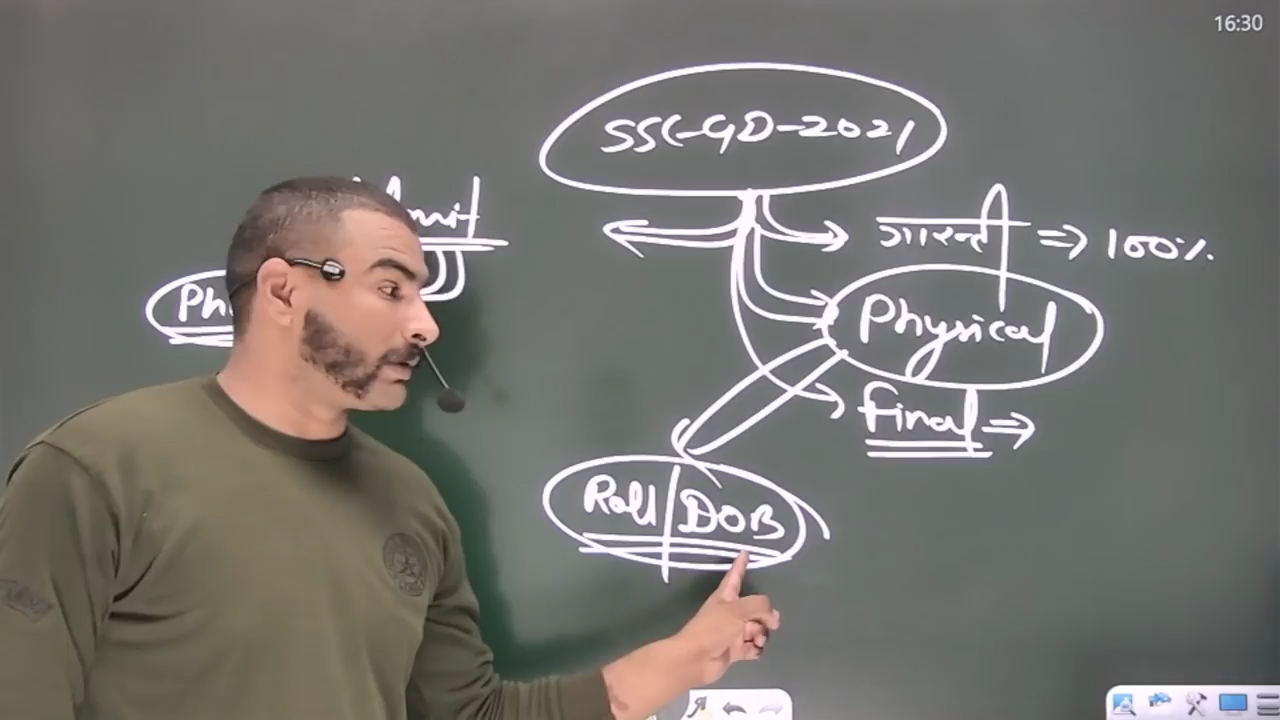 16:30
SSC-GD-2021
गारन्टी ⇒ 100%
Physical
Final ⇒
Roll | DOB